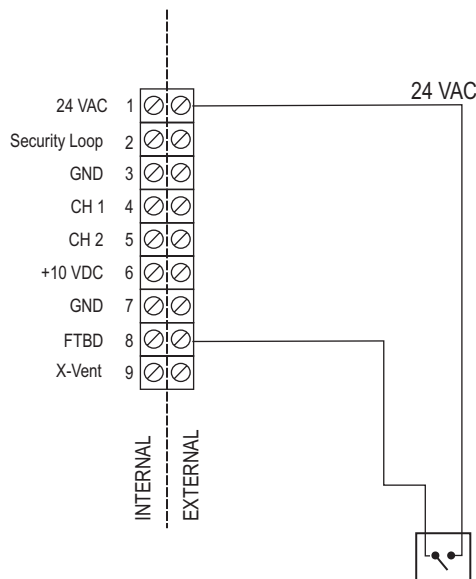 24 VAC
24 VAC 1
Security Loop 2
GND 3
CH 1 4
CH 2 5
+10 VDC 6
GND 7
FTBD 8
X-Vent 9
INTERNAL
EXTERNAL